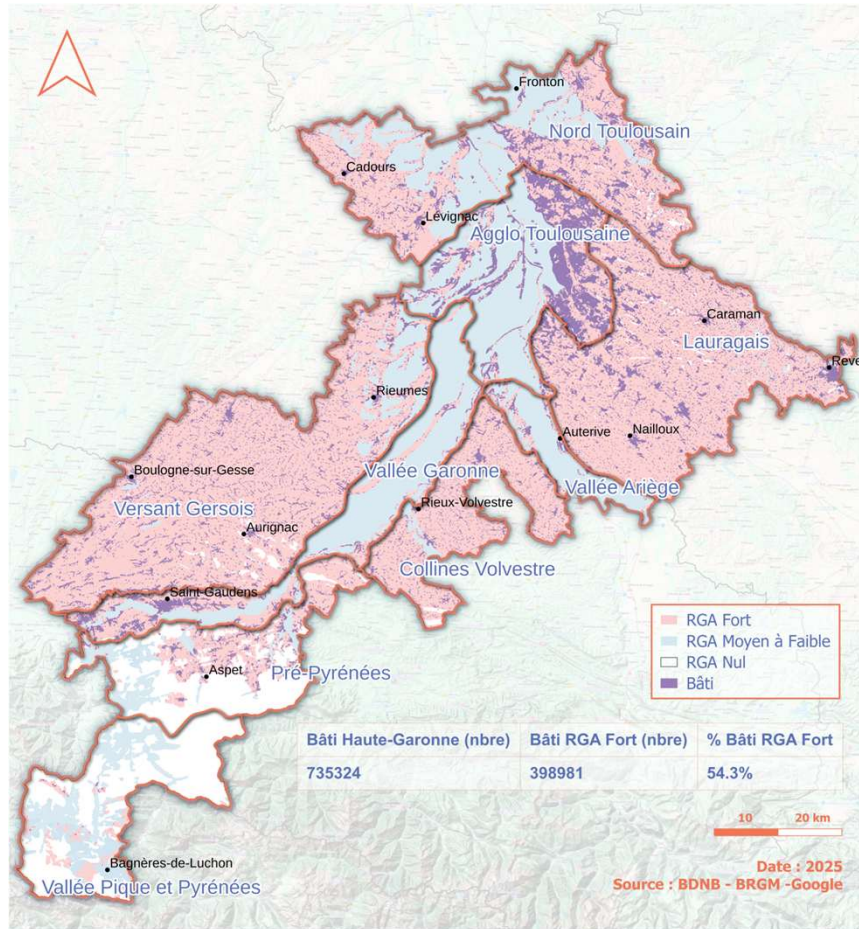 Fronton
Nord Toulousain
Cadours
Lévignac
Agglo Toulousaine
Caraman
Lauragais
Reve
Rieumes
Auterive
Nailloux
Boulogne-sur-Gesse
Vallée Garonne
Vallée Ariège
Versant Gersois
Rieux-Volvestre
Aurignac
Collines Volvestre
Saint-Gaudens
Aspet
Pré-Pyrénées
RGA Fort
RGA Moyen à Faible
RGA Nul
Bâti
Bâti Haute-Garonne (nbre) Bâti RGA Fort (nbre) % Bâti RGA Fort
735324 398981 54.3%
10 20 km
Bagnères-de-Luchon
Vallée Pique et Pyrénées
Date : 2025
Source : BDNB - BRGM -Google